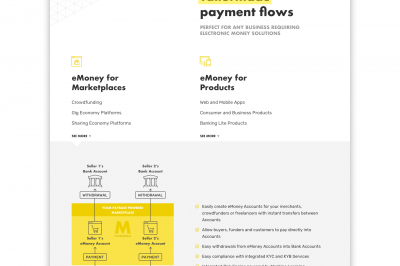 payment flows
PERFECT FOR ANY BUSINESS REQUIRING
ELECTRONIC MONEY SOLUTIONS
eMoney for
Marketplaces
Crowdfunding
Gig Economy Platforms
Sharing Economy Platforms
SEE MORE
eMoney for
Products
Web and Mobile Apps
Consumer and Business Products
Banking Lite Products
SEE MORE
Seller 1's
Bank Account
Seller 2's
Bank Account
WITHDRAWAL
WITHDRAWAL
YOUR PAYBASE POWERED
MARKETPLACE
M
Seller 1's
eMoney Account
Seller 2's
eMoney Account
PAYMENT
PAYMENT
Easily create eMoney Accounts for your merchants,
crowdfunders or freelancers with instant transfers between
Accounts
Allow buyers, funders and customers to pay directly into
Accounts
Easy withdrawals from eMoney Accounts into Bank Accounts
Easy compliance with integrated KYC and KYB Services